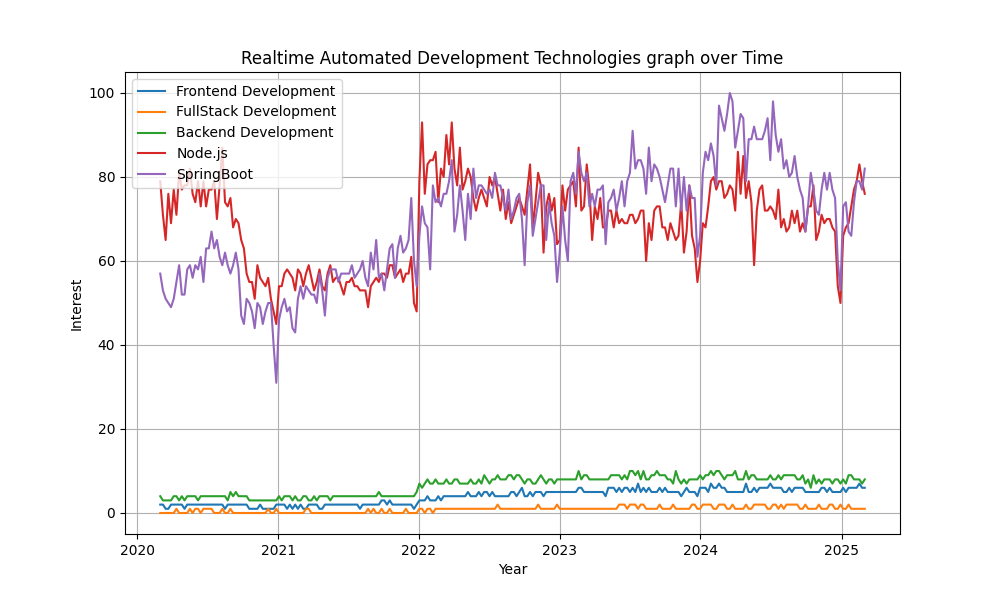 Realtime Automated Development Technologies graph over Time
Frontend Development
FullStack Development
Backend Development
Node.js
SpringBoot
100
80
60
40
20
0
Interest
2020
2021
2022
2023
2024
2025
Year